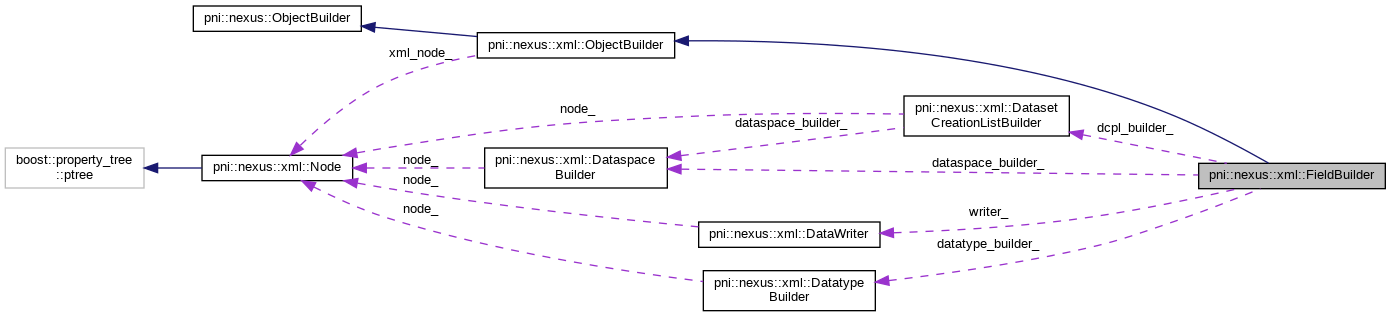 pni::nexus::ObjectBuilder
pni::nexus::xml::ObjectBuilder
xml_node_
pni::nexus::xml::Dataset
CreationListBuilder
node_
dataspace_builder_
dcpl_builder_
boost::property_tree
::ptree
pni::nexus::xml::Node
node_
pni::nexus::xml::Dataspace
Builder
dataspace_builder_
pni::nexus::xml::FieldBuilder
node_
node_
writer_
pni::nexus::xml::DataWriter
datatype_builder_
pni::nexus::xml::Datatype
Builder